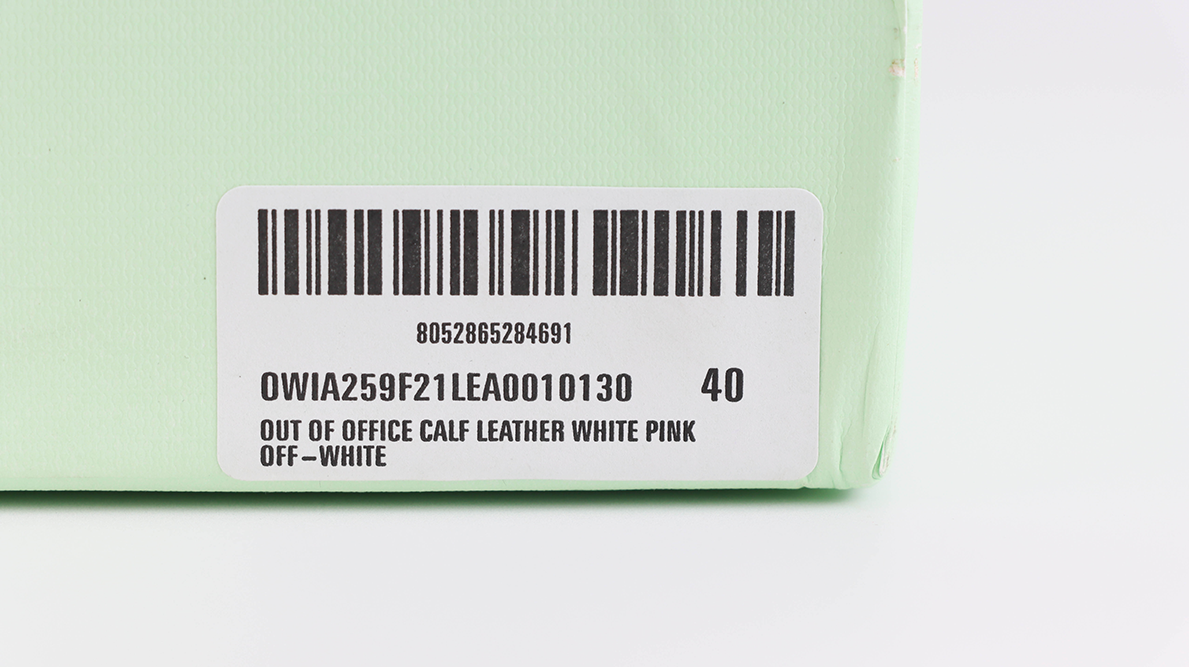 8052865284691
OWIA259F21LEA0010130 40
OUT OF OFFICE CALF LEATHER WHITE PINK
OFF-WHITE